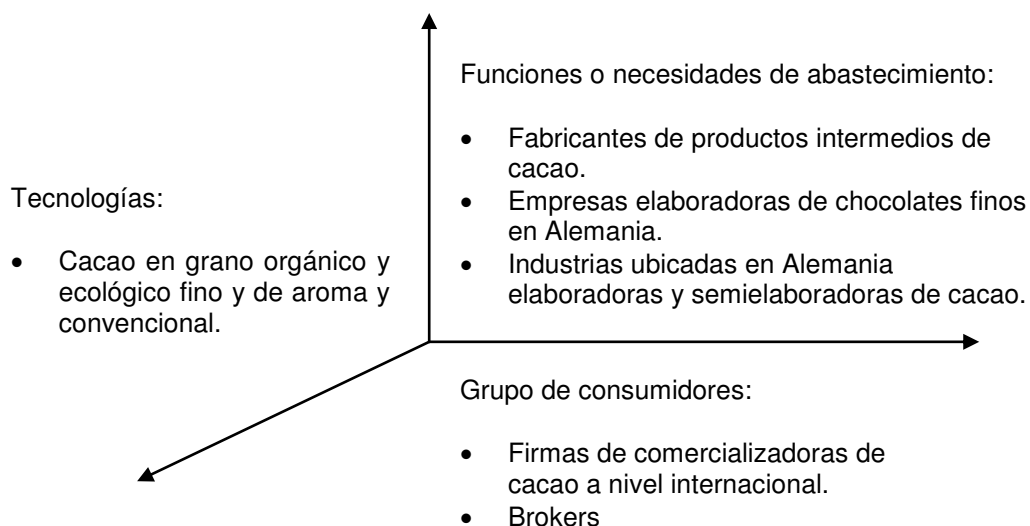 Funciones o necesidades de abastecimiento:
• Fabricantes de productos intermedios de
cacao.
• Empresas elaboradoras de chocolates finos
en Alemania.
• Industrias ubicadas en Alemania
elaboradoras y semielaboradoras de cacao.
Tecnologías:
• Cacao en grano orgánico y
ecológico fino y de aroma y
convencional.
Grupo de consumidores:
• Firmas de comercializadoras de
cacao a nivel internacional.
• Brokers